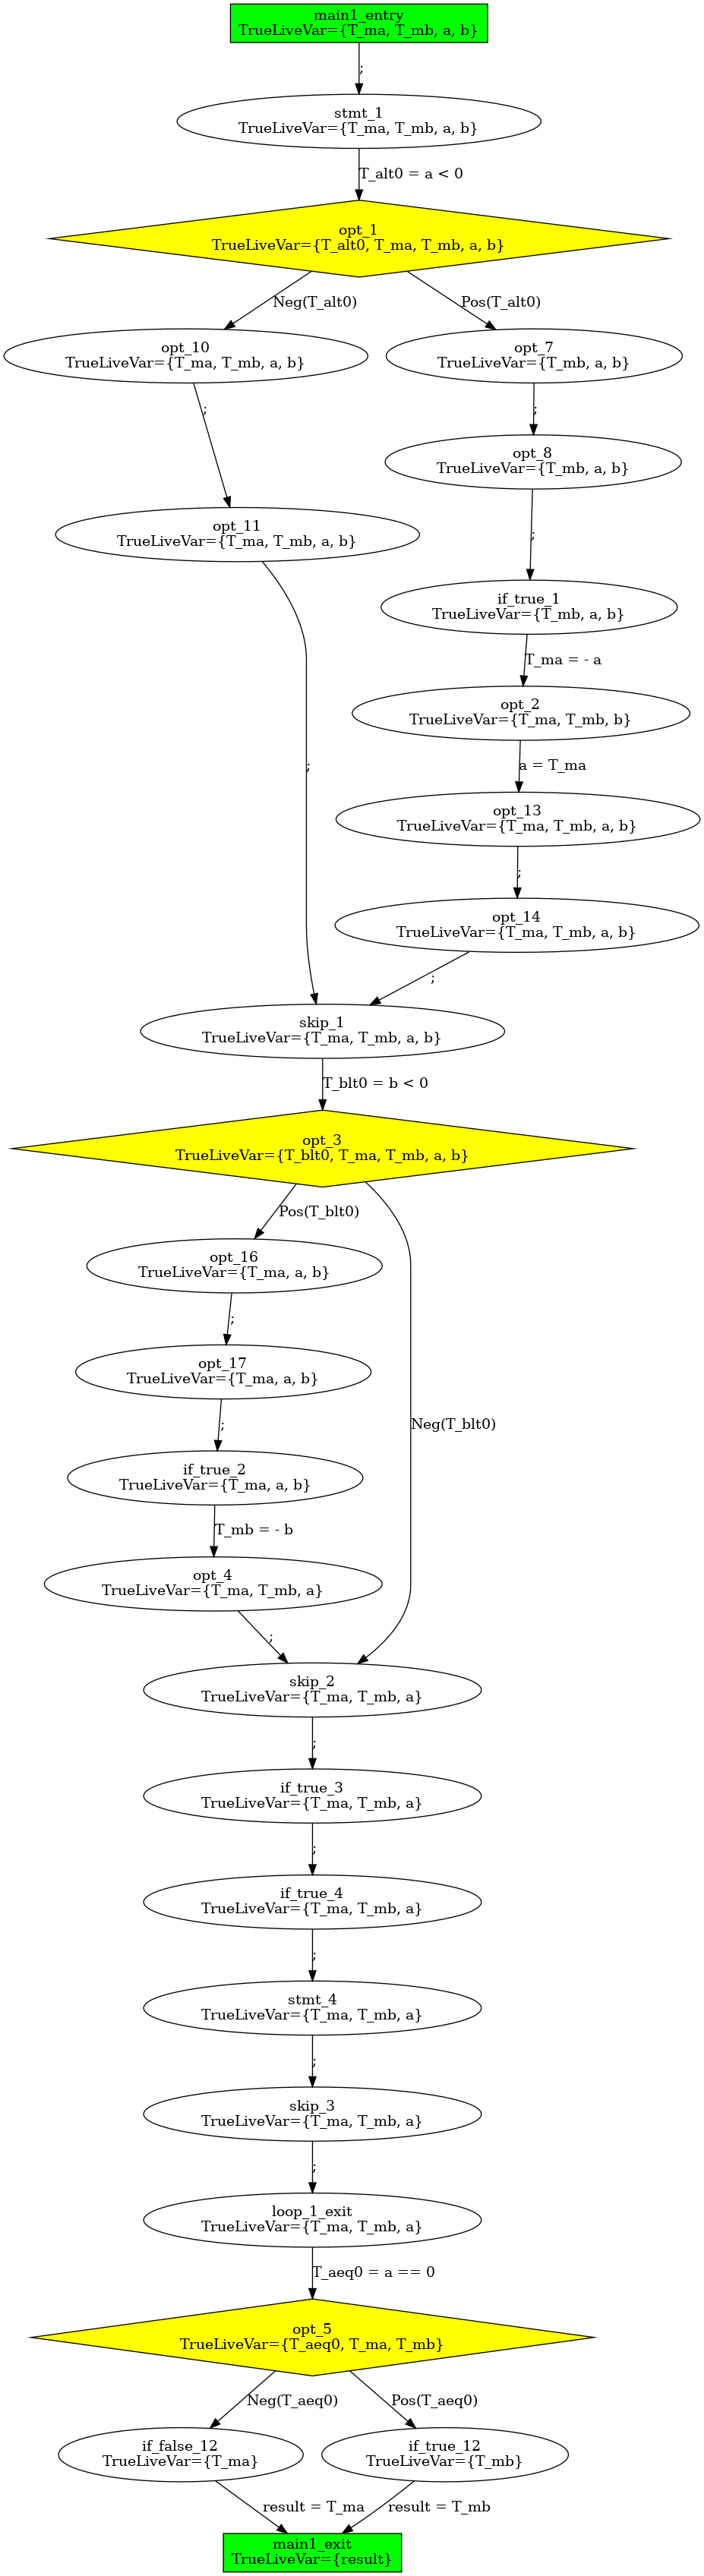 main1_entry
TrueLiveVar={T_ma, T_mb, a, b}
;
stmt_1
TrueLiveVar={T_ma, T_mb, a, b}
T_alt0 = a < 0
opt_1
TrueLiveVar={T_alt0, T_ma, T_mb, a, b}
Neg(T_alt0)
Pos(T_alt0)
opt_10
TrueLiveVar={T_ma, T_mb, a, b}
opt_7
TrueLiveVar={T_mb, a, b}
;
;
opt_8
TrueLiveVar={T_mb, a, b}
opt_11
TrueLiveVar={T_ma, T_mb, a, b}
;
if_true_1
TrueLiveVar={T_mb, a, b}
T_ma = - a
opt_2
TrueLiveVar={T_ma, T_mb, b}
;
a = T_ma
opt_13
TrueLiveVar={T_ma, T_mb, a, b}
;
opt_14
TrueLiveVar={T_ma, T_mb, a, b}
;
skip_1
TrueLiveVar={T_ma, T_mb, a, b}
T_blt0 = b < 0
opt_3
TrueLiveVar={T_blt0, T_ma, T_mb, a, b}
Pos(T_blt0)
opt_16
TrueLiveVar={T_ma, a, b}
;
opt_17
TrueLiveVar={T_ma, a, b}
;
Neg(T_blt0)
if_true_2
TrueLiveVar={T_ma, a, b}
T_mb = - b
opt_4
TrueLiveVar={T_ma, T_mb, a}
;
skip_2
TrueLiveVar={T_ma, T_mb, a}
;
if_true_3
TrueLiveVar={T_ma, T_mb, a}
;
if_true_4
TrueLiveVar={T_ma, T_mb, a}
;
stmt_4
TrueLiveVar={T_ma, T_mb, a}
;
skip_3
TrueLiveVar={T_ma, T_mb, a}
;
loop_1_exit
TrueLiveVar={T_ma, T_mb, a}
T_aeq0 = a == 0
opt_5
TrueLiveVar={T_aeq0, T_ma, T_mb}
Neg(T_aeq0)
Pos(T_aeq0)
if_false_12
TrueLiveVar={T_ma}
if_true_12
TrueLiveVar={T_mb}
result = T_ma
result = T_mb
main1_exit
TrueLiveVar={result}